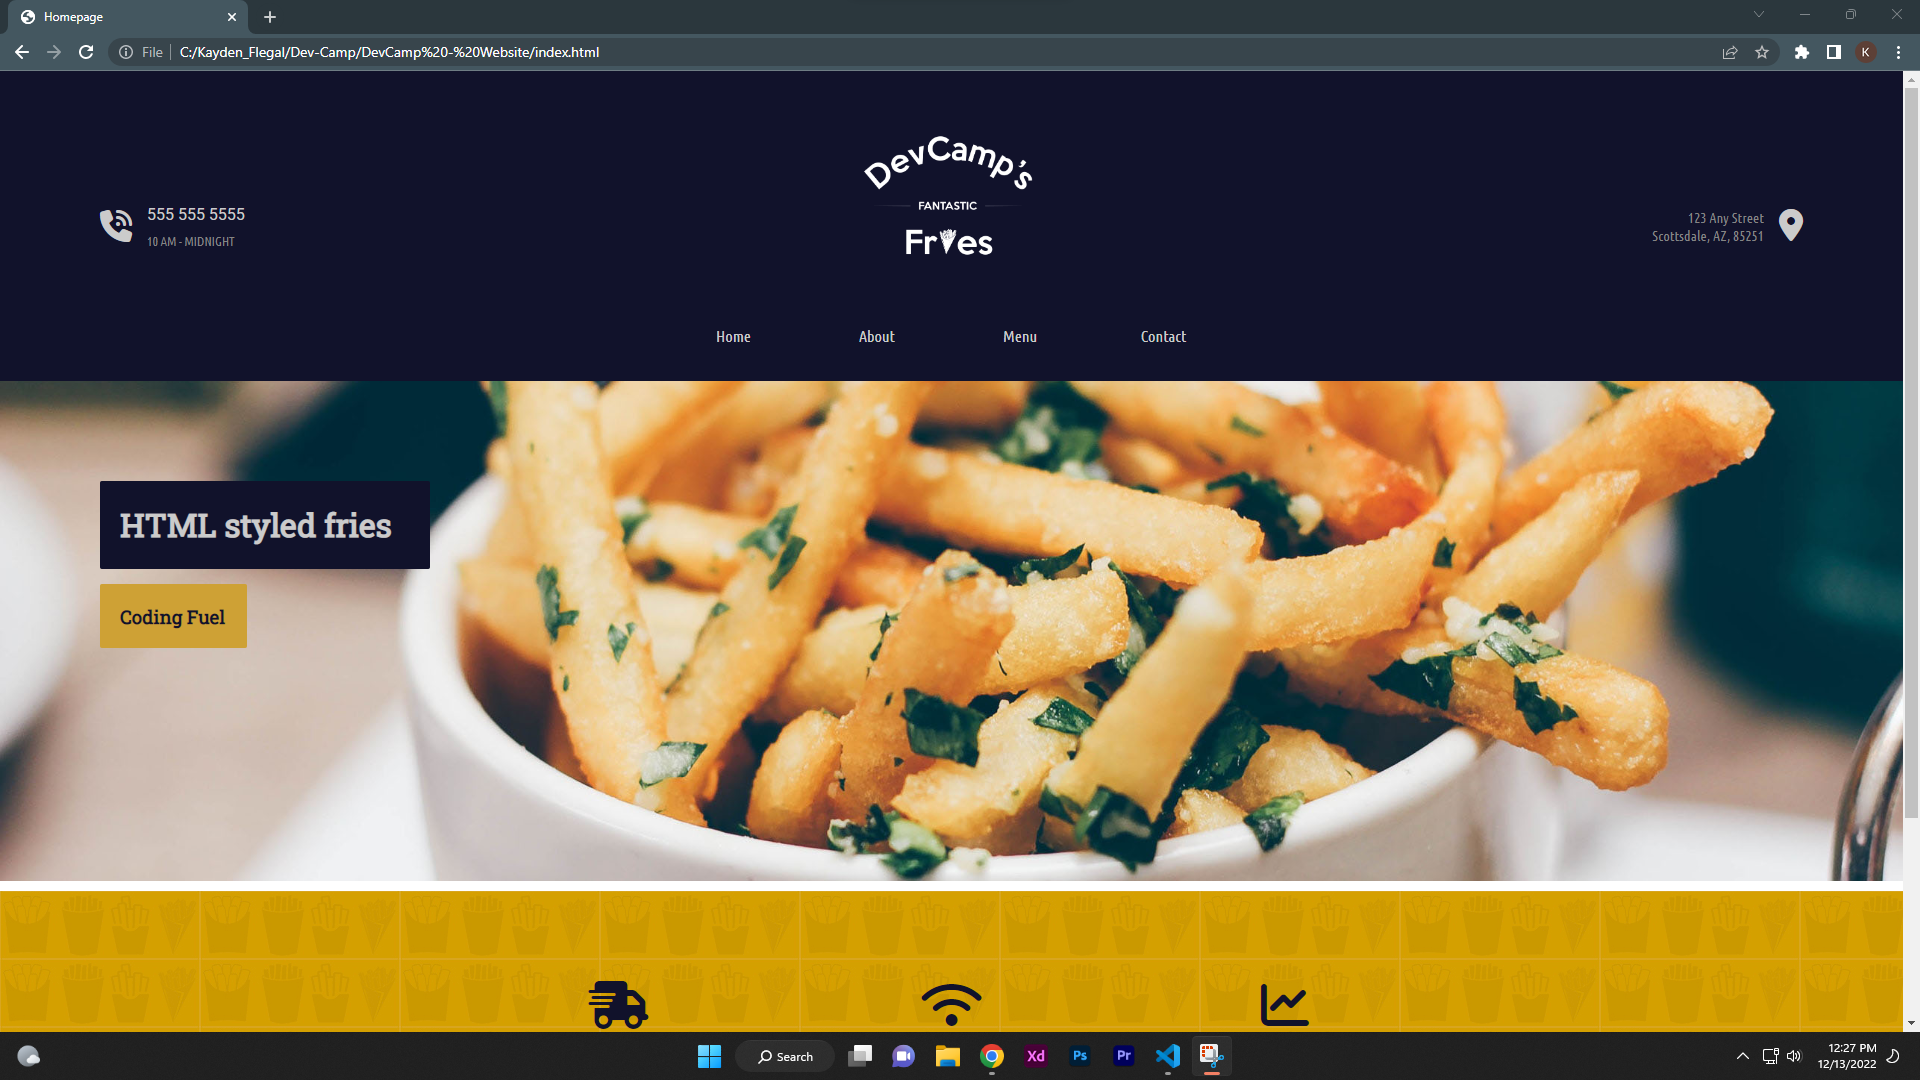 Homepage
File
C:/Kayden_Flegal/Dev-Camp/DevCamp%20-%20Website/index.html
K
DevCamp's
FANTASTIC
Fries
555 555 5555
10 AM - MIDNIGHT
123 Any Street
Scottsdale, AZ, 85251
Home
About
Menu
Contact
HTML styled fries
Coding Fuel
Search
Xd
Ps
Pr
12:27 PM
12/13/2022